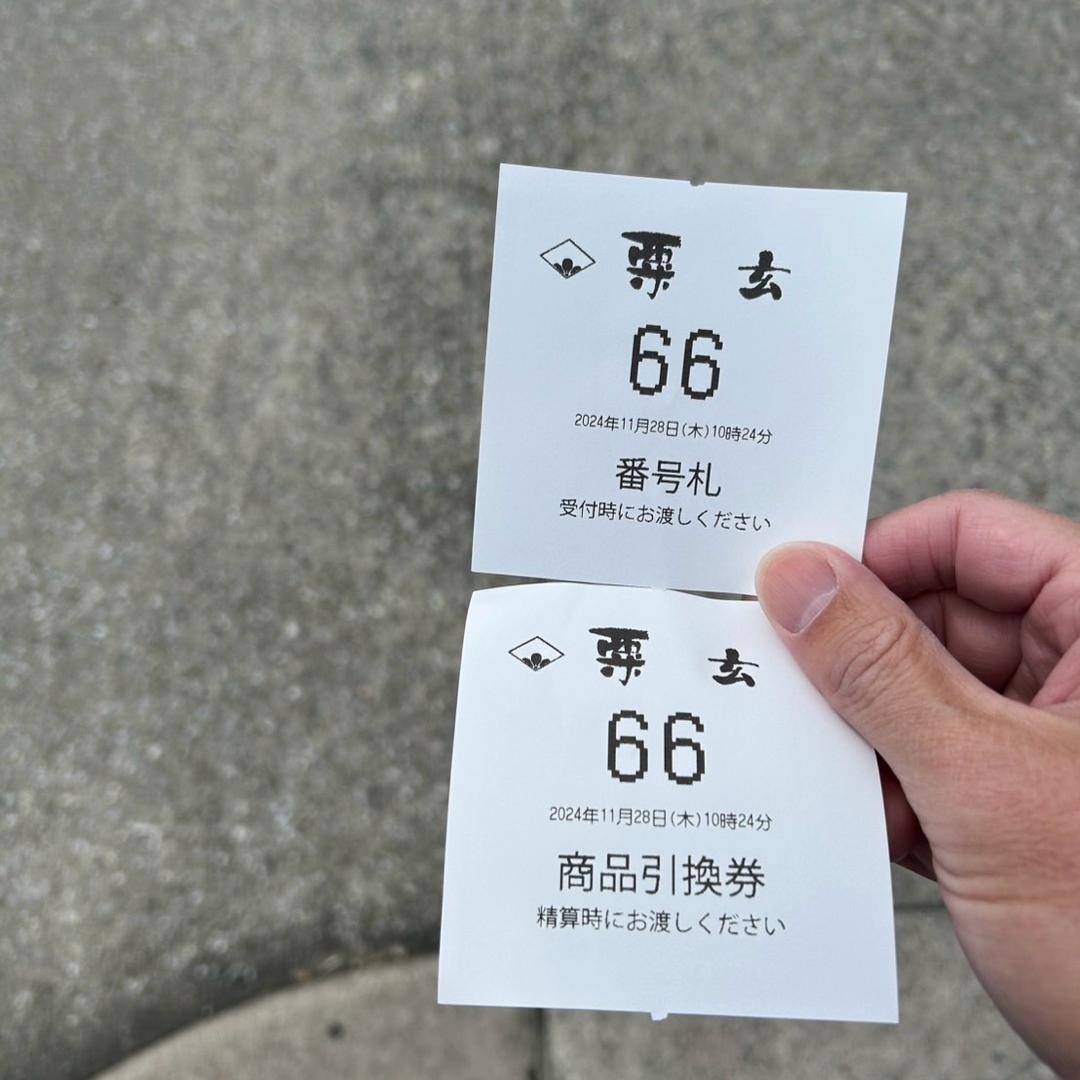 粟 玄
66
2024年11月28日(木)10時24分
番号札
受付時にお渡しください
粟 玄
66
2024年11月28日(木)10時24分
商品引換券
精算時にお渡しください